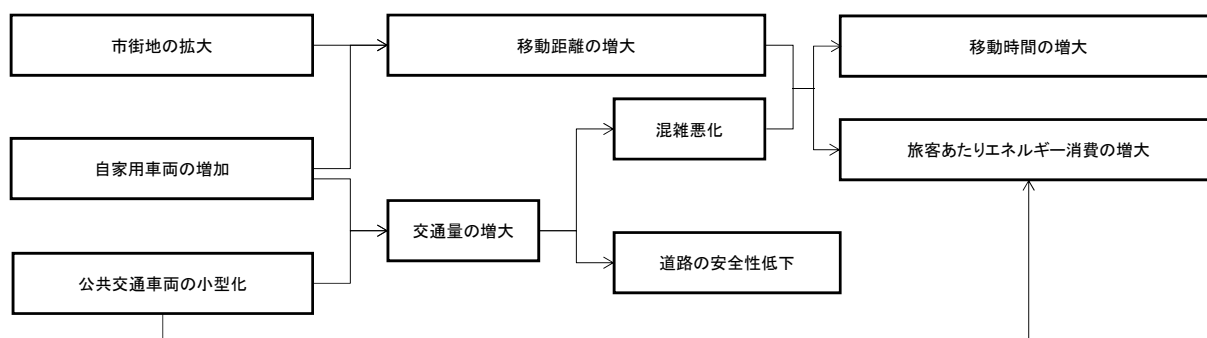 市街地の拡大
移動距離の増大
移動時間の増大
混雑悪化
自家用車両の増加
旅客あたりエネルギー消費の増大
交通量の増大
公共交通車両の小型化
道路の安全性低下